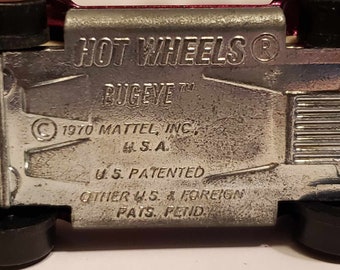 HOT WHEELS ®
BUGEYE™
© 1970 MATTEL, INC.,
U.S.A.
U.S. PATENTED
OTHER U.S. & FOREIGN
PATS. PEND.